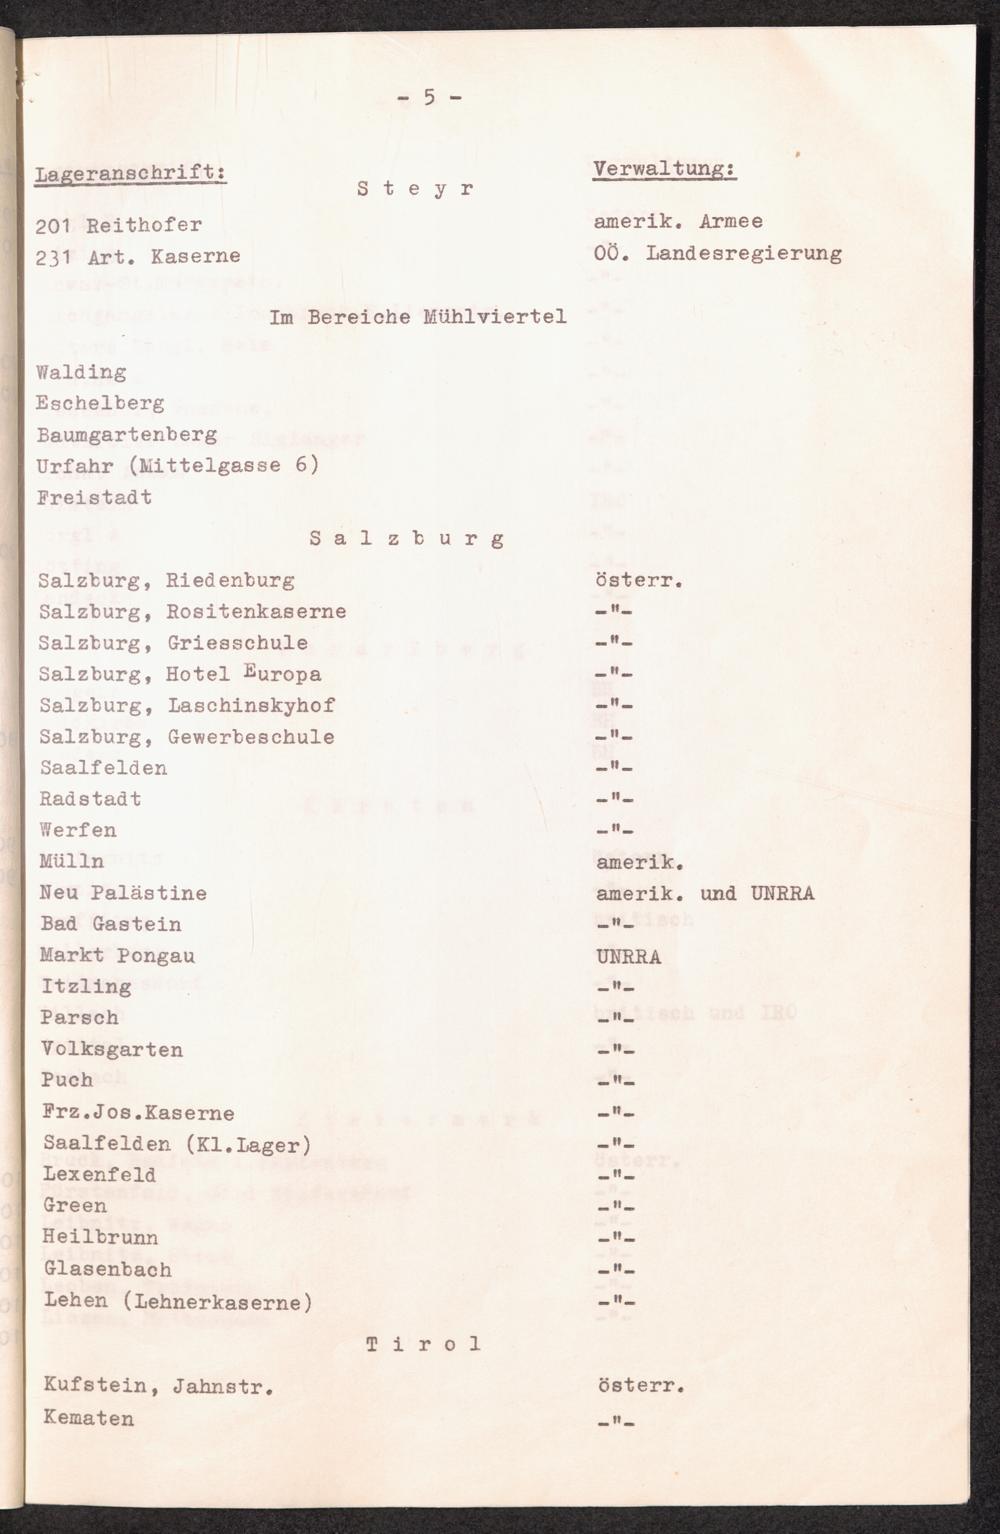 - 5 -
Lageranschrift: Verwaltung:
S t e y r
201 Reithofer amerik. Armee
231 Art. Kaserne OÖ. Landesregierung
Im Bereiche Mühlviertel
Walding
Eschelberg
Baumgartenberg
Urfahr (Mittelgasse 6)
Freistadt
S a l z b u r g
Salzburg, Riedenburg österr.
Salzburg, Rositenkaserne -"-
Salzburg, Griesschule -"-
Salzburg, Hotel Europa -"-
Salzburg, Laschinskyhof -"-
Salzburg, Gewerbeschule -"-
Saalfelden -"-
Radstadt -"-
Werfen -"-
Mülln amerik.
Neu Palästine amerik. und UNRRA
Bad Gastein -"-
Markt Pongau UNRRA
Itzling -"-
Parsch -"-
Volksgarten -"-
Puch -"-
Frz.Jos.Kaserne -"-
Saalfelden (Kl.Lager) -"-
Lexenfeld -"-
Green -"-
Heilbrunn -"-
Glasenbach -"-
Lehen (Lehnerkaserne) -"-
T i r o l
Kufstein, Jahnstr. österr.
Kematen -"-